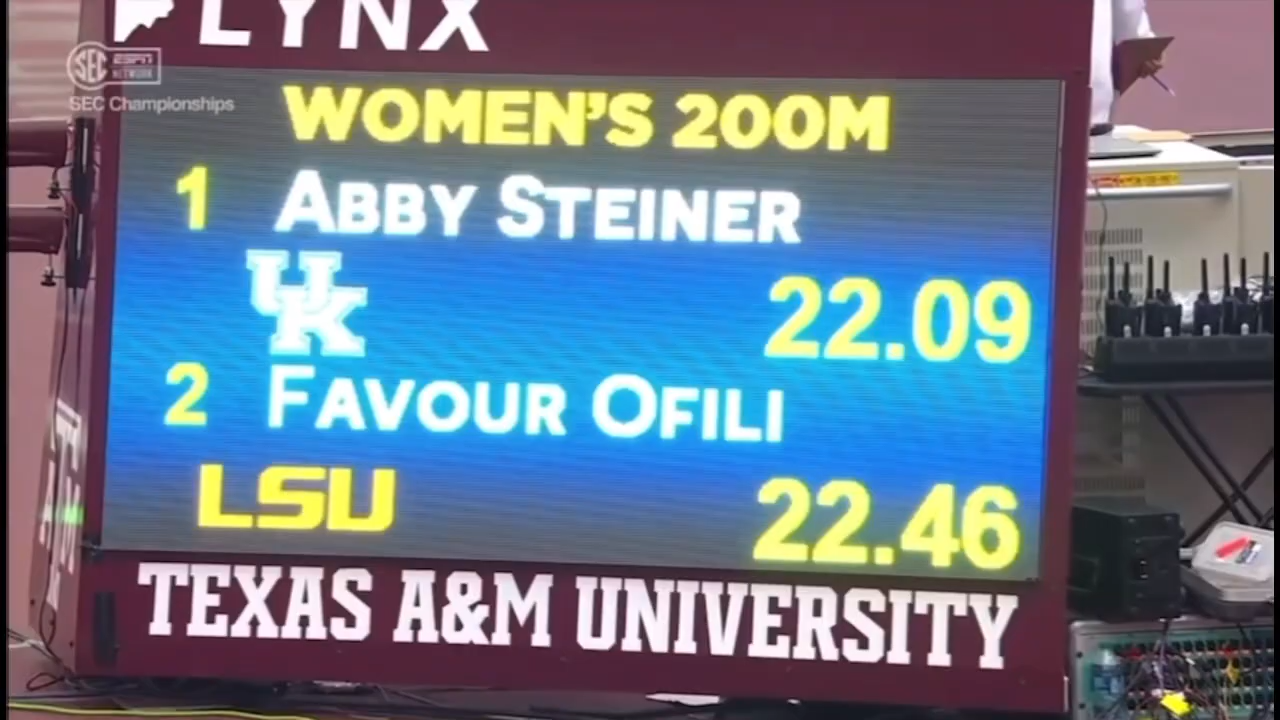 LYNX
SEC ESPN NETWORK
SEC Championships
WOMEN'S 200M
1 ABBY STEINER
UK 22.09
2 FAVOUR OFILI
LSU 22.46
TEXAS A&M UNIVERSITY